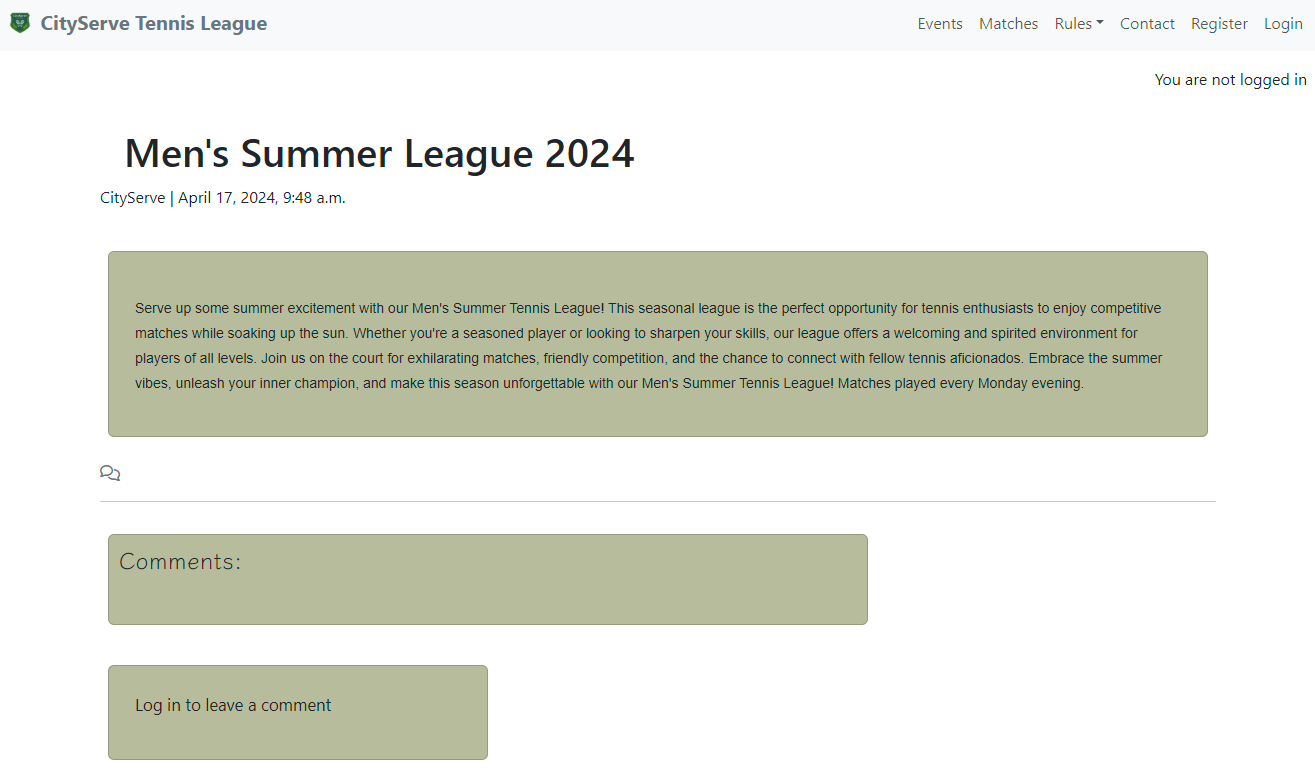 CityServe Tennis League
Events Matches Rules Contact Register Login
You are not logged in
Men's Summer League 2024
CityServe | April 17, 2024, 9:48 a.m.
Serve up some summer excitement with our Men's Summer Tennis League! This seasonal league is the perfect opportunity for tennis enthusiasts to enjoy competitive
matches while soaking up the sun. Whether you're a seasoned player or looking to sharpen your skills, our league offers a welcoming and spirited environment for
players of all levels. Join us on the court for exhilarating matches, friendly competition, and the chance to connect with fellow tennis aficionados. Embrace the summer
vibes, unleash your inner champion, and make this season unforgettable with our Men's Summer Tennis League! Matches played every Monday evening.
Comments:
Log in to leave a comment